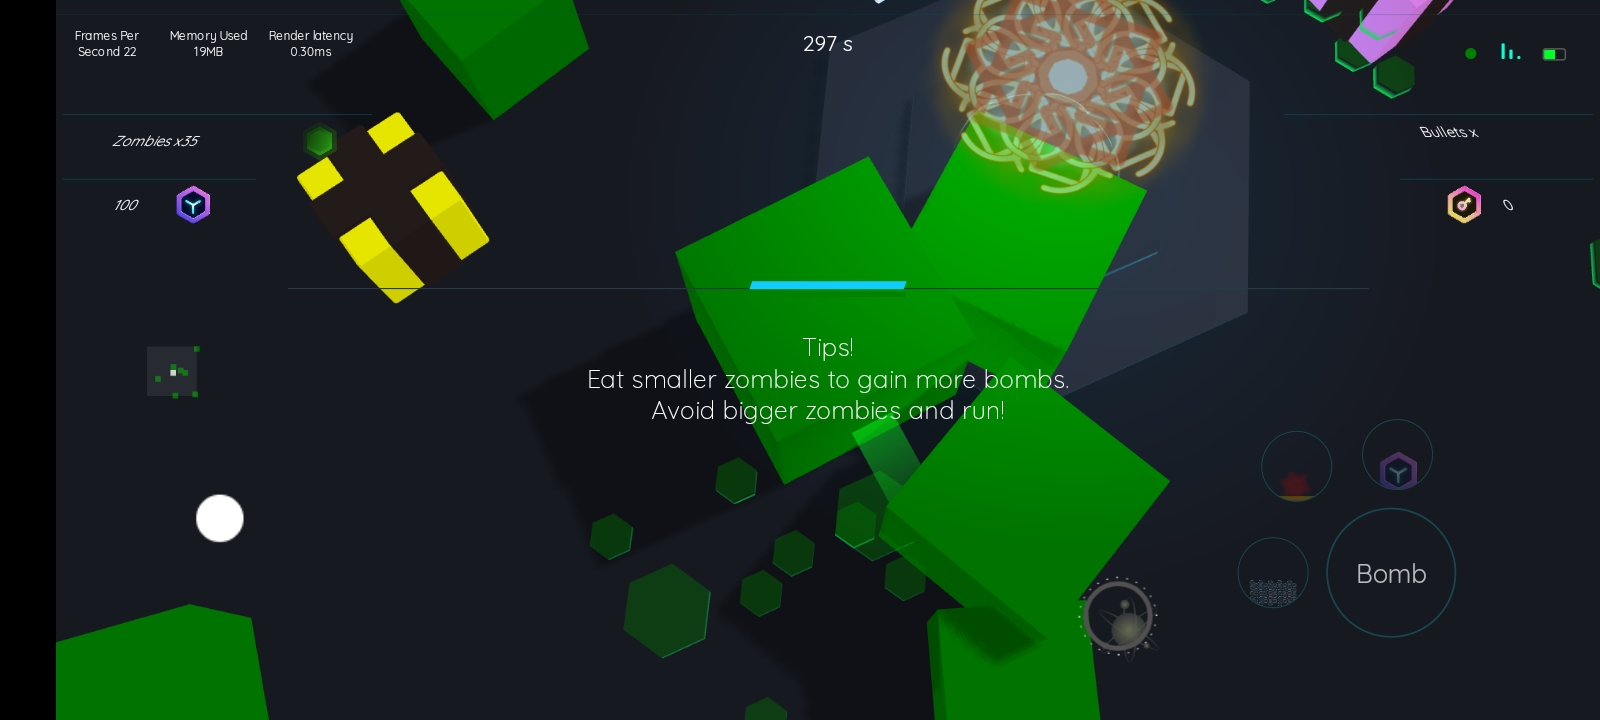 Frames Per
Second 22
Memory Used
19MB
Render latency
0.30ms
297 s
Zombies x35
Bullets x
100
0
Tips!
Eat smaller zombies to gain more bombs.
Avoid bigger zombies and run!
Bomb